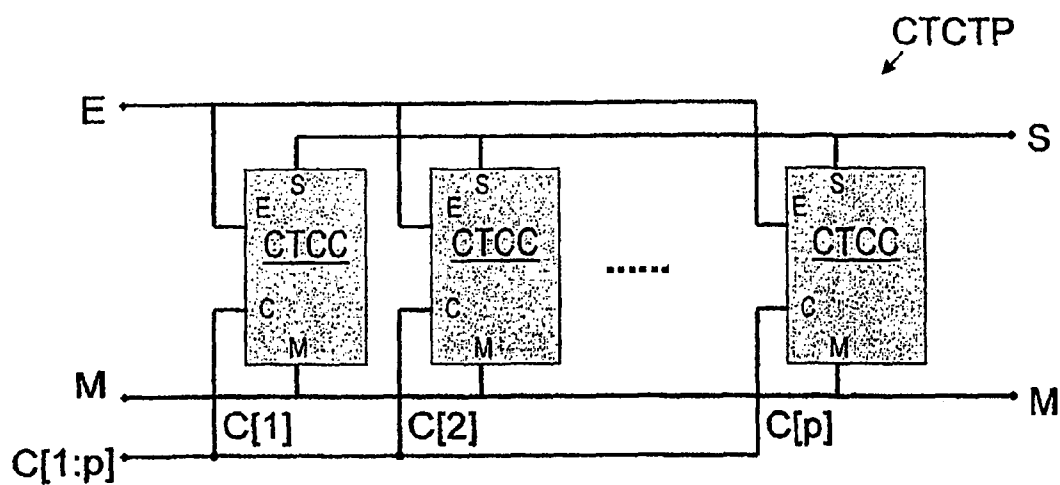 CTCTP
E
S
S
S
S
E
E
E
CTCC
CTCC
CTCC
......
C
C
C
M
M
M
M
M
C[1]
C[2]
C[p]
C[1:p]